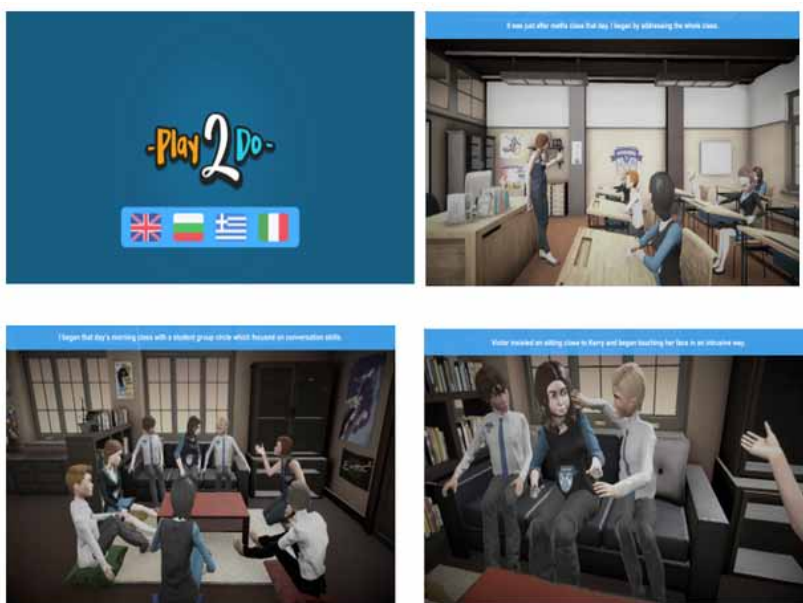 -Play 2 Do-
It was just after maths class that day. I began by addressing the whole class.
I began that day's morning class with a student group circle which focused on conversation skills.
Victor insisted on sitting close to Harry and began touching her face in an intrusive way.